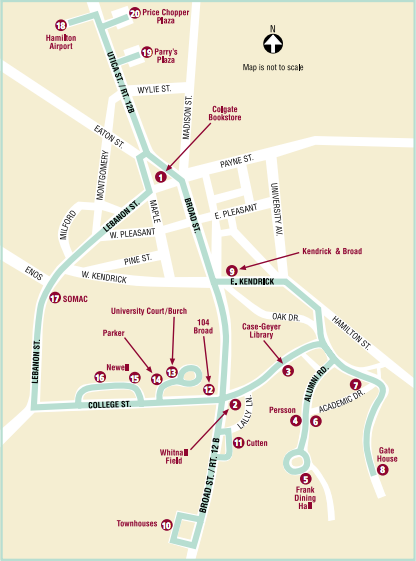 20 Price Chopper
Plaza
18
Hamilton
Airport
N
19 Parry's
Plaza
Map is not to scale
UTICA ST. / RT. 12B
WYLIE ST.
MADISON ST.
Colgate
Bookstore
EATON ST.
MONTGOMERY
PAYNE ST.
1
LEBANON ST.
MAPLE
BROAD ST.
UNIVERSITY AV.
MILFORD
E. PLEASANT
W. PLEASANT
PINE ST.
Kendrick & Broad
ENOS
W. KENDRICK
9
E. KENDRICK
17 SOMAC
University Court/Burch
104
Broad
OAK DR.
HAMILTON ST.
Case-Geyer
Library
Parker
LEBANON ST.
Newell
16
15
14
13
12
3
ALUMNI RD.
7
COLLEGE ST.
2
LALLY LN.
Persson
4
6
ACADEMIC DR.
11 Cutten
Whitnall
Field
BROAD ST. / RT. 12 B
5
Frank
Dining
Hall
Gate
House
8
Townhouses 10